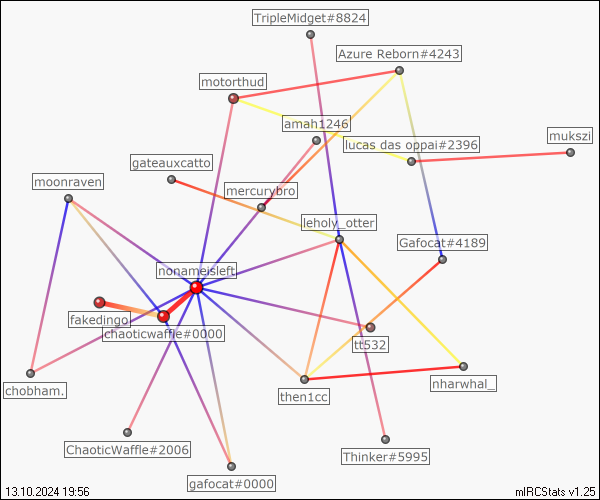 TripleMidget#8824
Azure Reborn#4243
motorthud
amah1246
mukszi
lucas das oppai#2396
gateauxcatto
moonraven
mercurybro
leholy_otter
Gafocat#4189
nonameisleft
fakedingo
chaoticwaffle#0000
tt532
nharwhal_
chobham.
then1cc
ChaoticWaffle#2006
Thinker#5995
gafocat#0000
13.10.2024 19:56
mIRCStats v1.25